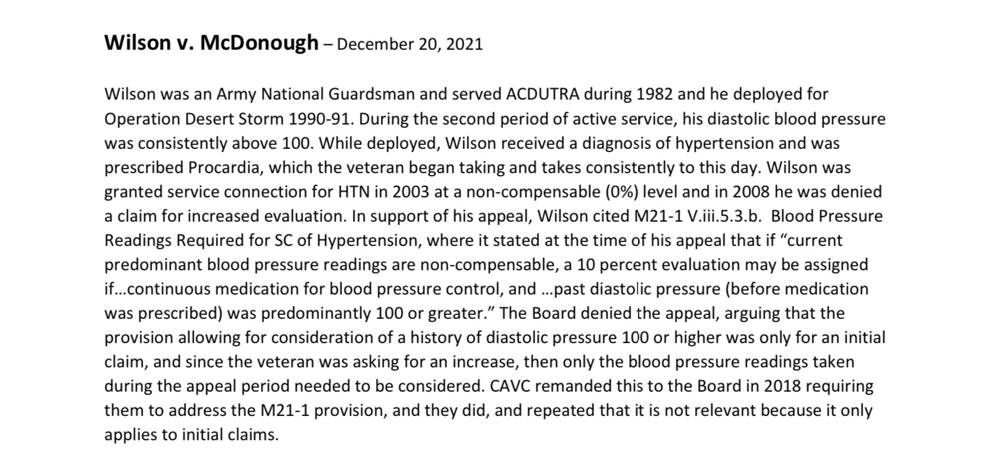 Wilson v. McDonough – December 20, 2021
Wilson was an Army National Guardsman and served ACDUTRA during 1982 and he deployed for
Operation Desert Storm 1990-91. During the second period of active service, his diastolic blood pressure
was consistently above 100. While deployed, Wilson received a diagnosis of hypertension and was
prescribed Procardia, which the veteran began taking and takes consistently to this day. Wilson was
granted service connection for HTN in 2003 at a non-compensable (0%) level and in 2008 he was denied
a claim for increased evaluation. In support of his appeal, Wilson cited M21-1 V.iii.5.3.b.  Blood Pressure
Readings Required for SC of Hypertension, where it stated at the time of his appeal that if “current
predominant blood pressure readings are non-compensable, a 10 percent evaluation may be assigned
if…continuous medication for blood pressure control, and …past diastolic pressure (before medication
was prescribed) was predominantly 100 or greater.” The Board denied the appeal, arguing that the
provision allowing for consideration of a history of diastolic pressure 100 or higher was only for an initial
claim, and since the veteran was asking for an increase, then only the blood pressure readings taken
during the appeal period needed to be considered. CAVC remanded this to the Board in 2018 requiring
them to address the M21-1 provision, and they did, and repeated that it is not relevant because it only
applies to initial claims.